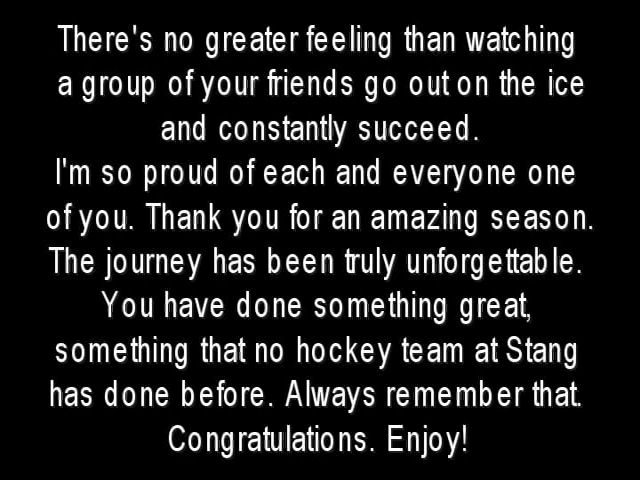 There's no greater feeling than watching
a group of your friends go out on the ice
and constantly succeed.
I'm so proud of each and everyone one
of you. Thank you for an amazing season.
The journey has been truly unforgettable.
You have done something great,
something that no hockey team at Stang
has done before. Always remember that.
Congratulations. Enjoy!